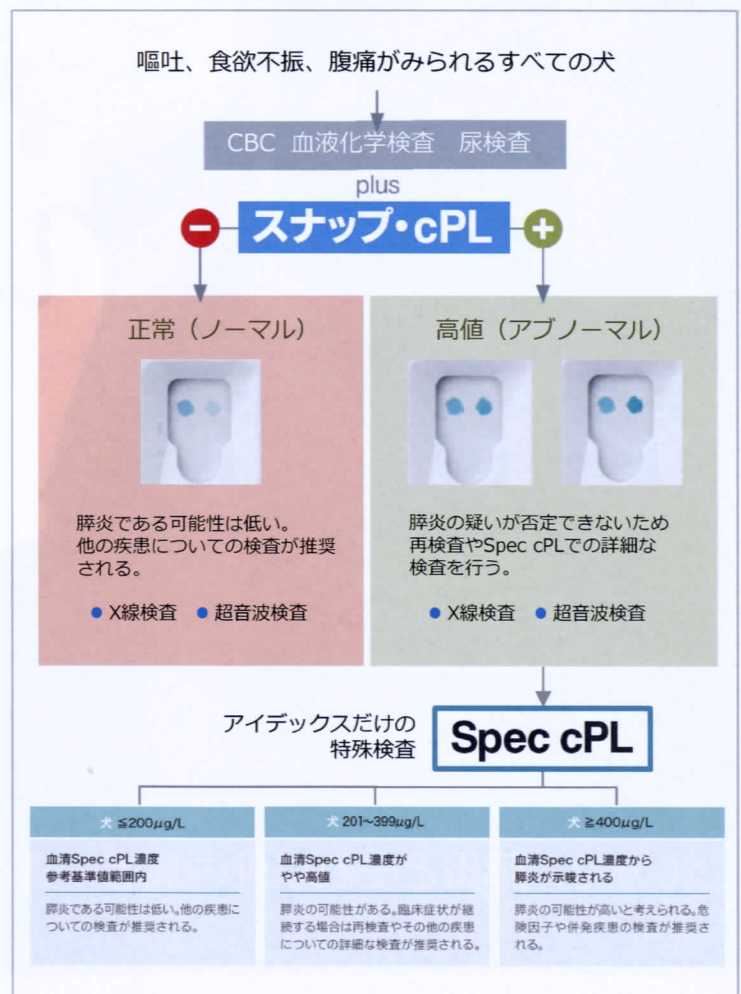 嘔吐、食欲不振、腹痛がみられるすべての犬
CBC 血液化学検査 尿検査
plus
スナップ・cPL
正常（ノーマル）
膵炎である可能性は低い。
他の疾患についての検査が推奨
される。
● X線検査 ● 超音波検査
高値（アブノーマル）
膵炎の疑いが否定できないため
再検査やSpec cPLでの詳細な
検査を行う。
● X線検査 ● 超音波検査
アイデックスだけの
特殊検査
Spec cPL
犬 ≦200μg/L
血清Spec cPL濃度
参考基準値範囲内
膵炎である可能性は低い。他の疾患に
ついての検査が推奨される。
犬 201~399μg/L
血清Spec cPL濃度が
やや高値
膵炎の可能性がある。臨床症状が継
続する場合は再検査やその他の疾患
についての詳細な検査が推奨される。
犬 ≧400μg/L
血清Spec cPL濃度から
膵炎が示唆される
膵炎の可能性が高いと考えられる。危
険因子や併発疾患の検査が推奨さ
れる。